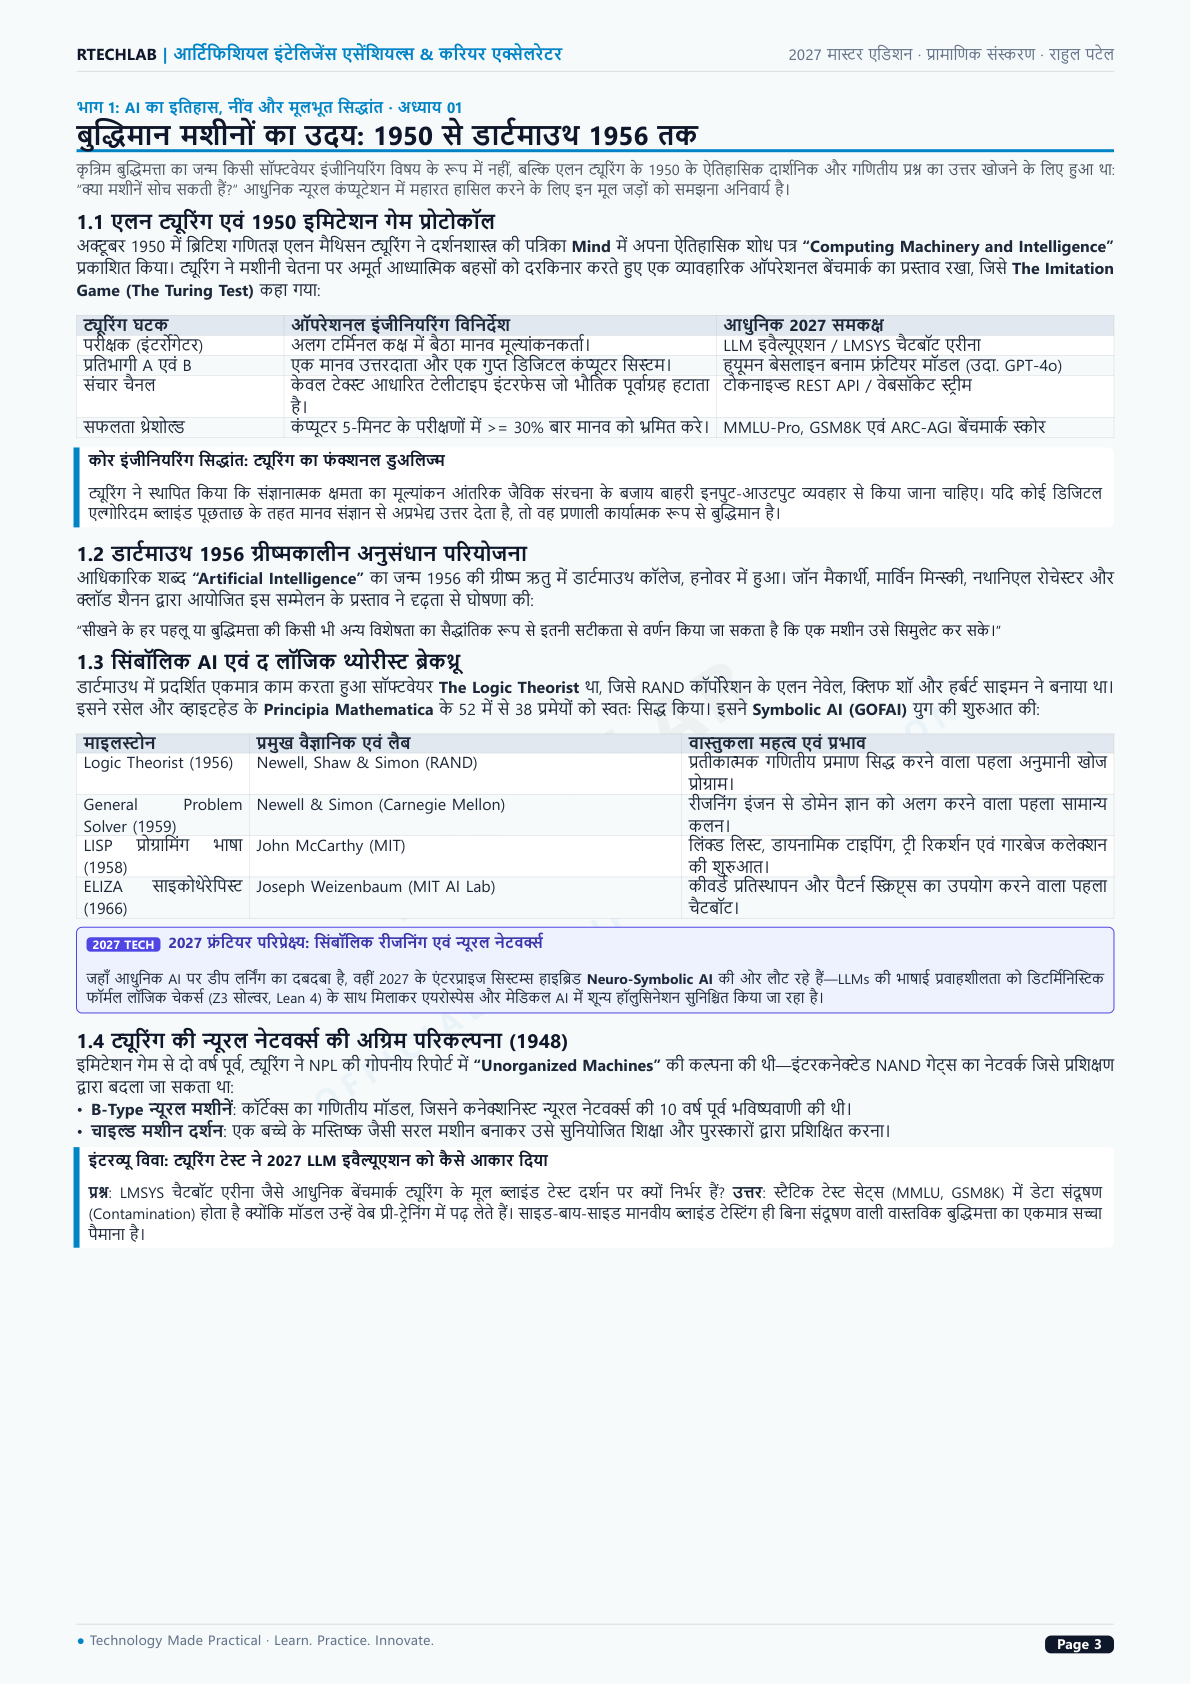 RTECHLAB | आर्टिफिशियल इंटेलिजेंस एसेंशियल्स & करियर एक्सेलरेटर
2027 मास्टर एडिशन · प्रामाणिक संस्करण · राहुल पटेल
भाग 1: AI का इतिहास, नींव और मूलभूत सिद्धांत · अध्याय 01
बुद्धिमान मशीनों का उदय: 1950 से डार्टमाउथ 1956 तक
कृत्रिम बुद्धिमत्ता का जन्म किसी सॉफ्टवेयर इंजीनियरिंग विषय के रूप में नहीं, बल्कि एलन ट्यूरिंग के 1950 के ऐतिहासिक दार्शनिक और गणितीय प्रश्न का उत्तर खोजने के लिए हुआ था:
“क्या मशीनें सोच सकती हैं?” आधुनिक न्यूरल कंप्यूटेशन में महारत हासिल करने के लिए इन मूल जड़ों को समझना अनिवार्य है।
1.1 एलन ट्यूरिंग एवं 1950 इमिटेशन गेम प्रोटोकॉल
अक्टूबर 1950 में ब्रिटिश गणितज्ञ एलन मैथिसन ट्यूरिंग ने दर्शनशास्त्र की पत्रिका Mind में अपना ऐतिहासिक शोध पत्र “Computing Machinery and Intelligence”
प्रकाशित किया। ट्यूरिंग ने मशीनी चेतना पर अमूर्त आध्यात्मिक बहसों को दरकिनार करते हुए एक व्यावहारिक ऑपरेशनल बेंचमार्क का प्रस्ताव रखा, जिसे The Imitation
Game (The Turing Test) कहा गया:
ट्यूरिंग घटक ऑपरेशनल इंजीनियरिंग विनिर्देश आधुनिक 2027 समकक्ष
परीक्षक (इंटरोगेटर) अलग टर्मिनल कक्ष में बैठा मानव मूल्यांकनकर्ता। LLM इवैल्यूएशन / LMSYS चैटबॉट एरीना
प्रतिभागी A एवं B एक मानव उत्तरदाता और एक गुप्त डिजिटल कंप्यूटर सिस्टम। ह्यूमन बेसलाइन बनाम फ्रंटियर मॉडल (उदा. GPT-4o)
संचार चैनल केवल टेक्स्ट आधारित टेलीटाइप इंटरफेस जो भौतिक पूर्वाग्रह हटाता टोकनाइज्ड REST API / वेबसॉकेट स्ट्रीम
है।
सफलता थ्रेशोल्ड कंप्यूटर 5-मिनट के परीक्षणों में >= 30% बार मानव को भ्रमित करे। MMLU-Pro, GSM8K एवं ARC-AGI बेंचमार्क स्कोर
कोर इंजीनियरिंग सिद्धांत: ट्यूरिंग का फंक्शनल डुअलिज्म
ट्यूरिंग ने स्थापित किया कि संज्ञानात्मक क्षमता का मूल्यांकन आंतरिक जैविक संरचना के बजाय बाहरी इनपुट-आउटपुट व्यवहार से किया जाना चाहिए। यदि कोई डिजिटल
एल्गोरिदम ब्लाइंड पूछताछ के तहत मानव संज्ञान से अप्रभेद्य उत्तर देता है, तो वह प्रणाली कार्यात्मक रूप से बुद्धिमान है।
1.2 डार्टमाउथ 1956 ग्रीष्मकालीन अनुसंधान परियोजना
आधिकारिक शब्द “Artificial Intelligence” का जन्म 1956 की ग्रीष्म ऋतु में डार्टमाउथ कॉलेज, हनोवर में हुआ। जॉन मैकार्थी, मार्विन मिन्स्की, नथानिएल रोचेस्टर और
क्लॉड शैनन द्वारा आयोजित इस सम्मेलन के प्रस्ताव ने दृढ़ता से घोषणा की:
“सीखने के हर पहलू या बुद्धिमत्ता की किसी भी अन्य विशेषता का सैद्धांतिक रूप से इतनी सटीकता से वर्णन किया जा सकता है कि एक मशीन उसे सिमुलेट कर सके।”
1.3 सिंबॉलिक AI एवं द लॉजिक थ्योरीस्ट ब्रेकथ्रू
डार्टमाउथ में प्रदर्शित एकमात्र काम करता हुआ सॉफ्टवेयर The Logic Theorist था, जिसे RAND कॉर्पोरेशन के एलन नेवेल, क्लिफ शॉ और हर्बर्ट साइमन ने बनाया था।
इसने रसेल और व्हाइटहेड के Principia Mathematica के 52 में से 38 प्रमेयों को स्वतः सिद्ध किया। इसने Symbolic AI (GOFAI) युग की शुरुआत की:
माइलस्टोन प्रमुख वैज्ञानिक एवं लैब वास्तुकला महत्व एवं प्रभाव
Logic Theorist (1956) Newell, Shaw & Simon (RAND) प्रतीकात्मक गणितीय प्रमाण सिद्ध करने वाला पहला अनुमानी खोज
प्रोग्राम।
General Problem Newell & Simon (Carnegie Mellon) रीजनिंग इंजन से डोमेन ज्ञान को अलग करने वाला पहला सामान्य
Solver (1959) कलन।
LISP प्रोग्रामिंग भाषा John McCarthy (MIT) लिंक्ड लिस्ट, डायनामिक टाइपिंग, ट्री रिकर्शन एवं गारबेज कलेक्शन
(1958) की शुरुआत।
ELIZA साइकोथेरेपिस्ट Joseph Weizenbaum (MIT AI Lab) कीवर्ड प्रतिस्थापन और पैटर्न स्क्रिप्ट्स का उपयोग करने वाला पहला
(1966) चैटबॉट।
2027 TECH 2027 फ्रंटियर परिप्रेक्ष्य: सिंबॉलिक रीजनिंग एवं न्यूरल नेटवर्क्स
जहाँ आधुनिक AI पर डीप लर्निंग का दबदबा है, वहीं 2027 के एंटरप्राइज सिस्टम्स हाइब्रिड Neuro-Symbolic AI की ओर लौट रहे हैं—LLMs की भाषाई प्रवाहशीलता को डिटर्मिनिस्टिक
फॉर्मल लॉजिक चेकर्स (Z3 सोल्वर, Lean 4) के साथ मिलाकर एयरोस्पेस और मेडिकल AI में शून्य हॉलुसिनेशन सुनिश्चित किया जा रहा है।
1.4 ट्यूरिंग की न्यूरल नेटवर्क्स की अग्रिम परिकल्पना (1948)
इमिटेशन गेम से दो वर्ष पूर्व, ट्यूरिंग ने NPL की गोपनीय रिपोर्ट में “Unorganized Machines” की कल्पना की थी—इंटरकनेक्टेड NAND गेट्स का नेटवर्क जिसे प्रशिक्षण
द्वारा बदला जा सकता था:
• B-Type न्यूरल मशीनें: कॉर्टेक्स का गणितीय मॉडल, जिसने कनेक्शनिस्ट न्यूरल नेटवर्क्स की 10 वर्ष पूर्व भविष्यवाणी की थी।
• चाइल्ड मशीन दर्शन: एक बच्चे के मस्तिष्क जैसी सरल मशीन बनाकर उसे सुनियोजित शिक्षा और पुरस्कारों द्वारा प्रशिक्षित करना।
इंटरव्यू विवा: ट्यूरिंग टेस्ट ने 2027 LLM इवैल्यूएशन को कैसे आकार दिया
प्रश्न: LMSYS चैटबॉट एरीना जैसे आधुनिक बेंचमार्क ट्यूरिंग के मूल ब्लाइंड टेस्ट दर्शन पर क्यों निर्भर हैं? उत्तर: स्टैटिक टेस्ट सेट्स (MMLU, GSM8K) में डेटा संदूषण
(Contamination) होता है क्योंकि मॉडल उन्हें वेब प्री-ट्रेनिंग में पढ़ लेते हैं। साइड-बाय-साइड मानवीय ब्लाइंड टेस्टिंग ही बिना संदूषण वाली वास्तविक बुद्धिमत्ता का एकमात्र सच्चा
पैमाना है।
• Technology Made Practical · Learn. Practice. Innovate.
Page 3